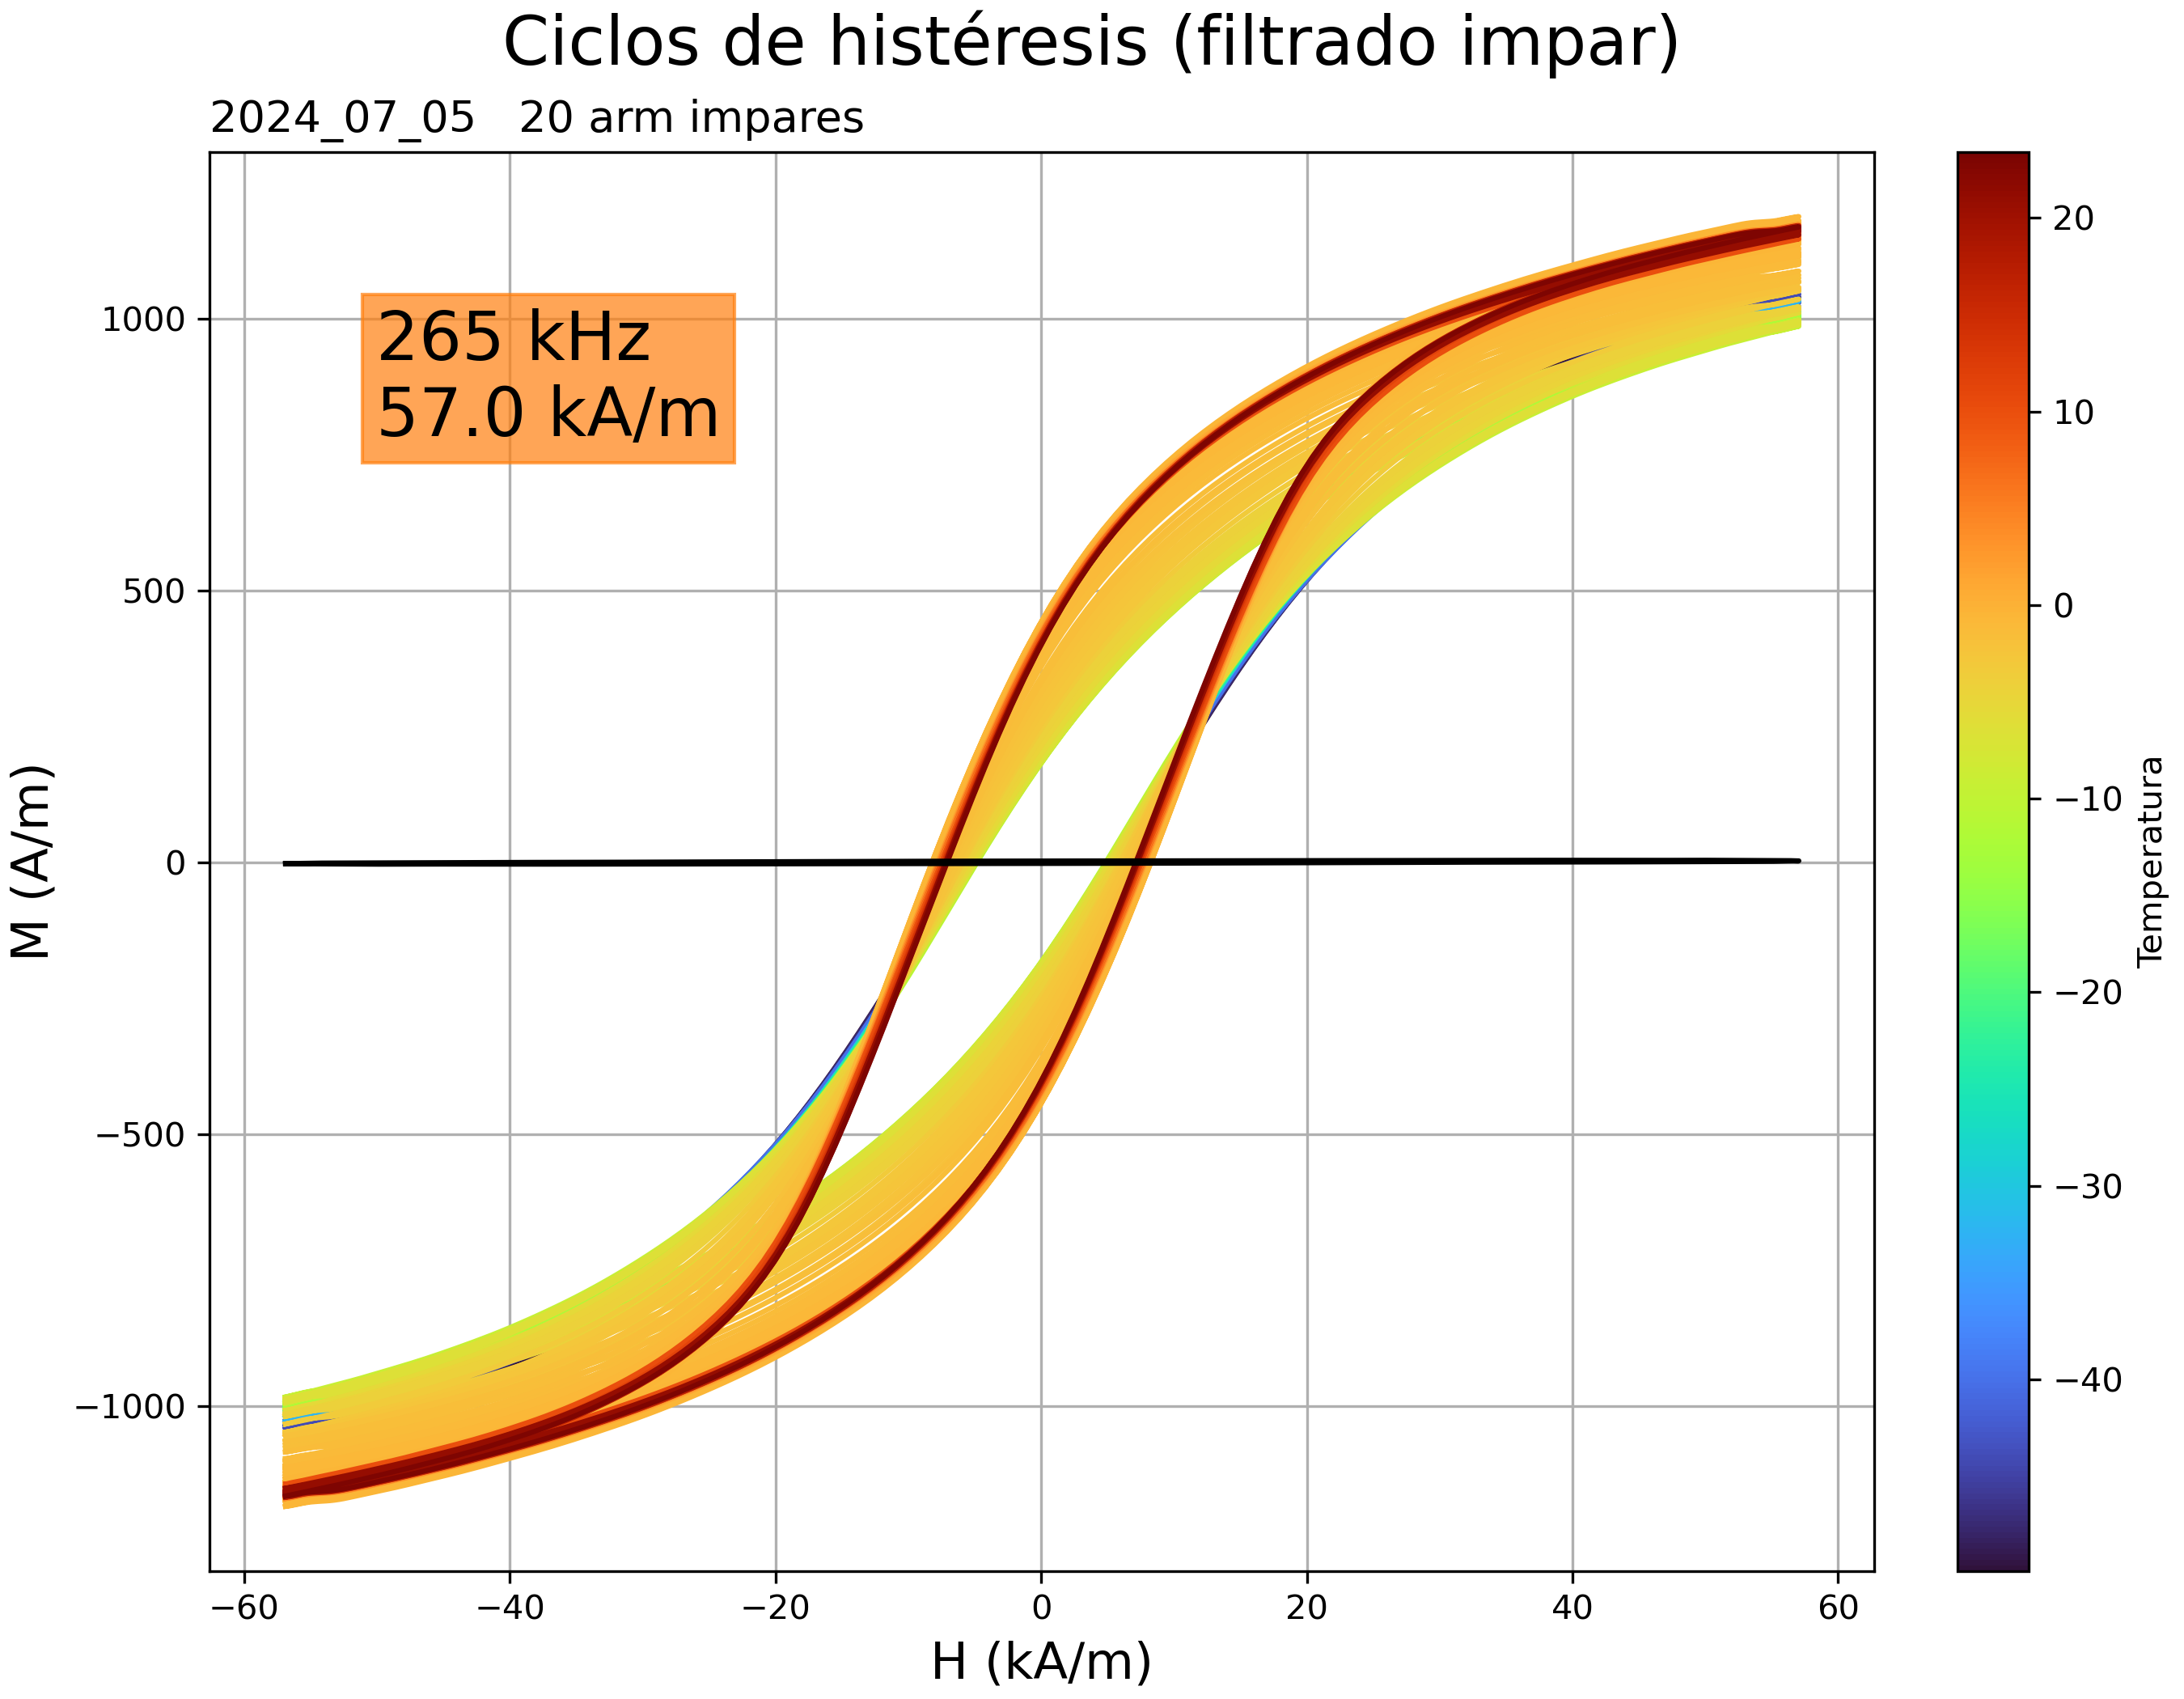 Ciclos de histéresis (filtrado impar)
2024_07_05   20 arm impares
265 kHz
57.0 kA/m
1000
500
0
−500
−1000
M (A/m)
−60
−40
−20
0
20
40
60
H (kA/m)
20
10
0
−10
−20
−30
−40
Temperatura